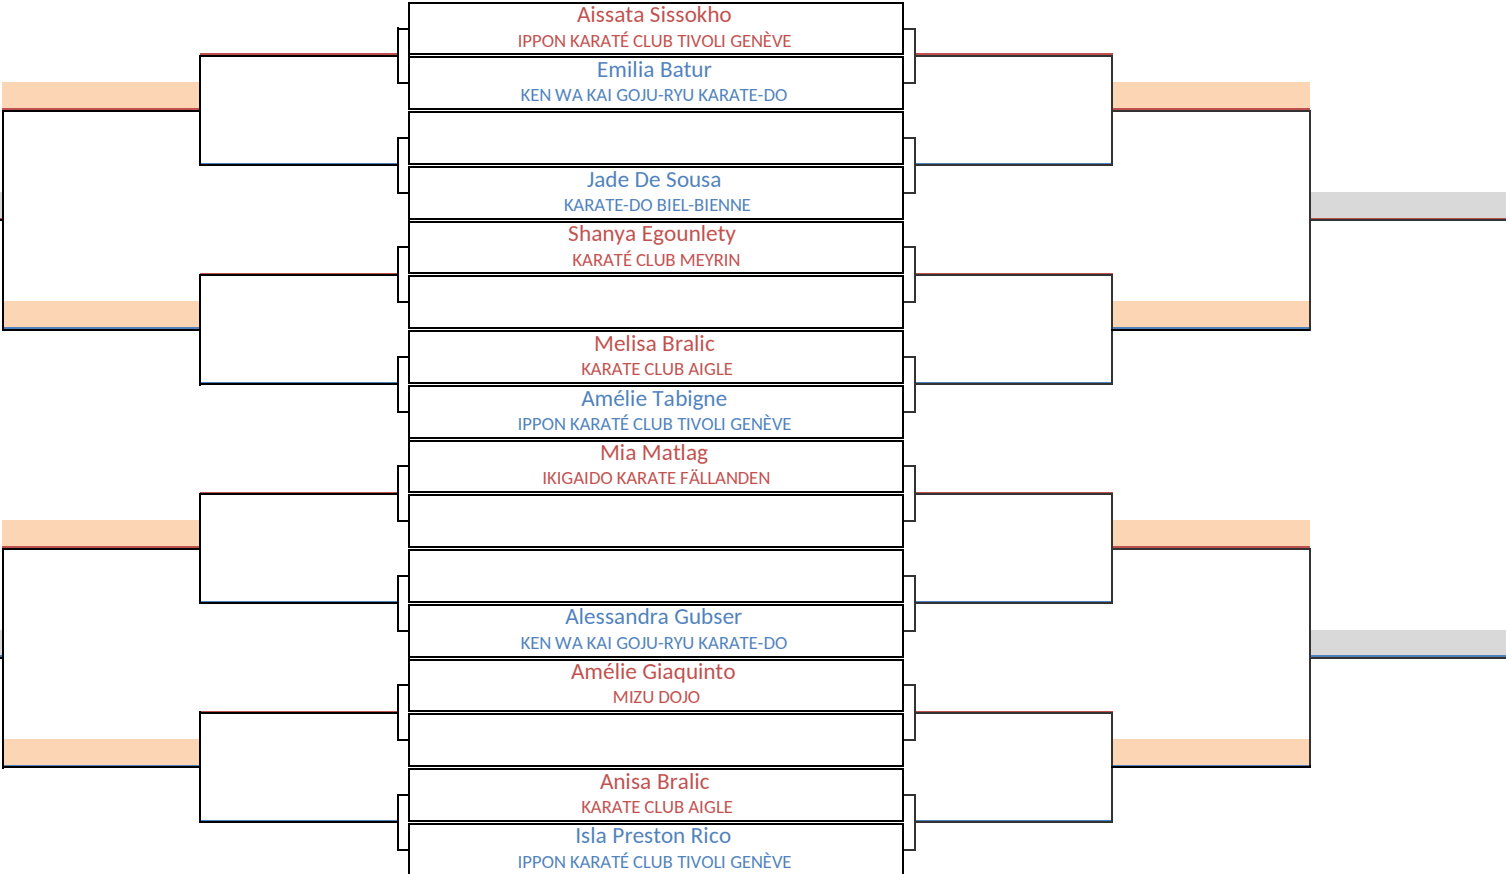 Aissata Sissokho
IPPON KARATÉ CLUB TIVOLI GENÈVE
Emilia Batur
KEN WA KAI GOJU-RYU KARATE-DO
Jade De Sousa
KARATE-DO BIEL-BIENNE
Shanya Egounlety
KARATÉ CLUB MEYRIN
Melisa Bralic
KARATE CLUB AIGLE
Amélie Tabigne
IPPON KARATÉ CLUB TIVOLI GENÈVE
Mia Matlag
IKIGAIDO KARATE FÄLLANDEN
Alessandra Gubser
KEN WA KAI GOJU-RYU KARATE-DO
Amélie Giaquinto
MIZU DOJO
Anisa Bralic
KARATE CLUB AIGLE
Isla Preston Rico
IPPON KARATÉ CLUB TIVOLI GENÈVE